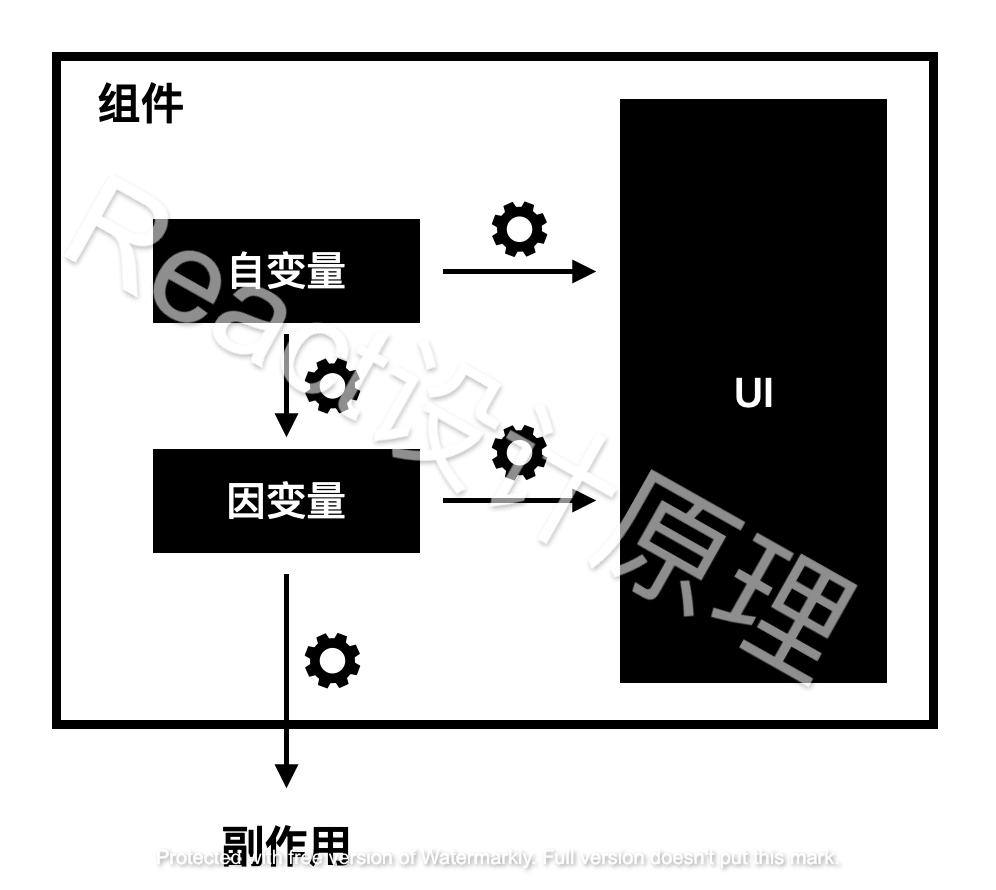 组件
自变量
UI
因变量
副作用
React设计原理
Protected with free version of Watermarkly. Full version doesn't put this mark.